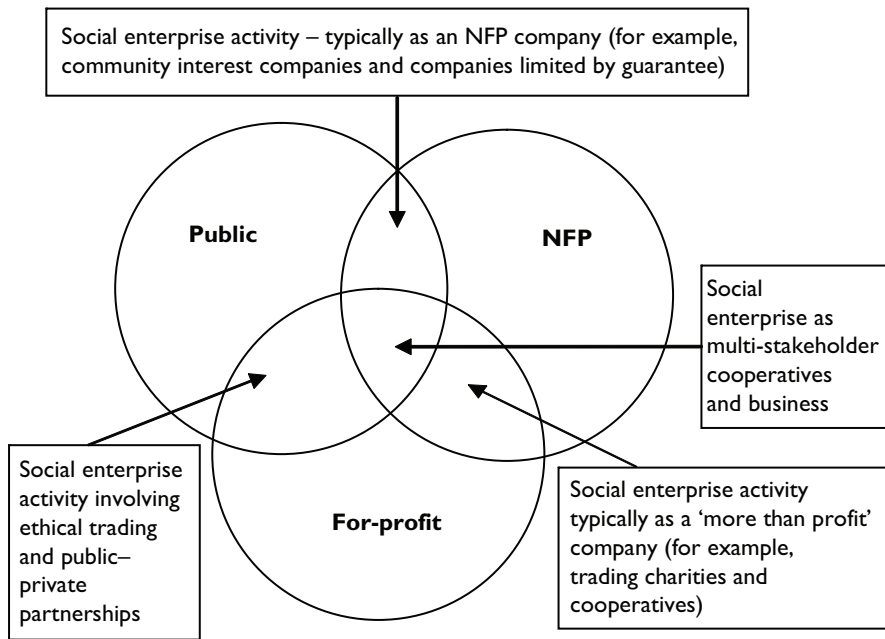 Social enterprise activity – typically as an NFP company (for example,
community interest companies and companies limited by guarantee)
Public
NFP
Social
enterprise as
multi-stakeholder
cooperatives
and business
Social enterprise
activity involving
ethical trading
and public–
private
partnerships
For-profit
Social enterprise activity
typically as a ‘more than profit’
company (for example,
trading charities and
cooperatives)